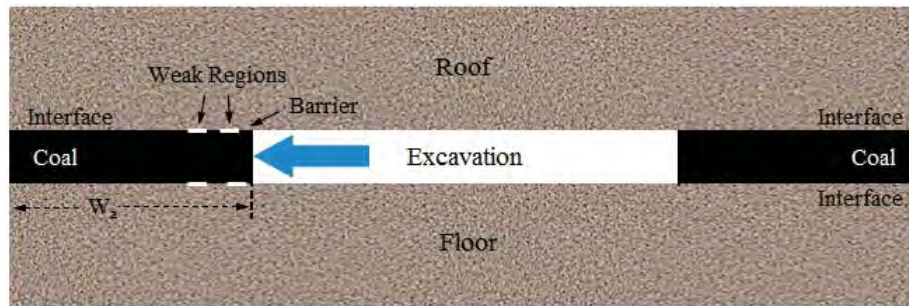 Roof
Weak Regions
Barrier
Interface
Interface
Coal
Excavation
Coal
Interface
W₂
Floor